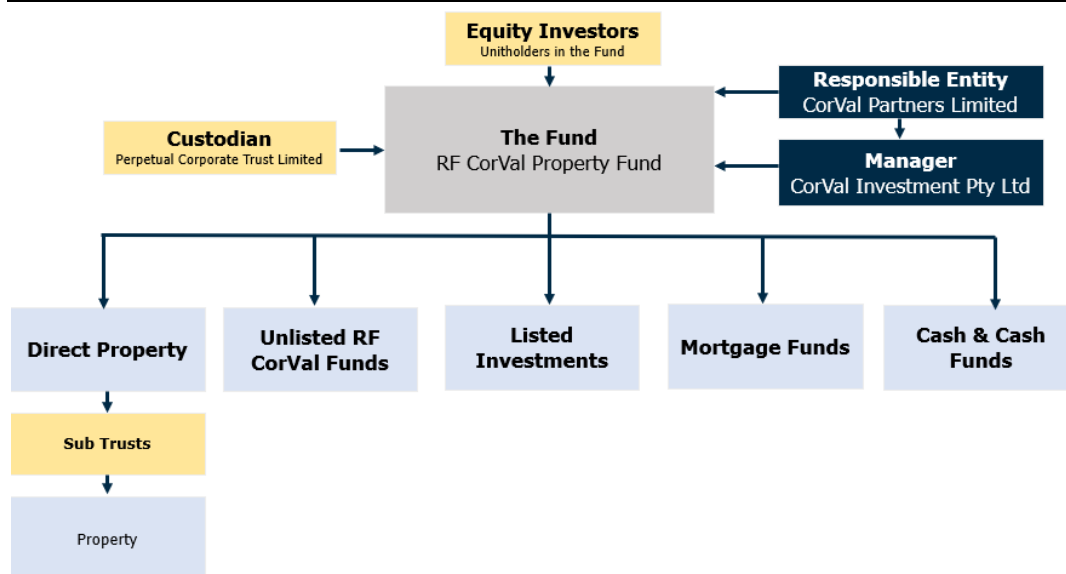 Equity Investors
Unitholders in the Fund
Responsible Entity
CorVal Partners Limited
Custodian
Perpetual Corporate Trust Limited
The Fund
RF CorVal Property Fund
Manager
CorVal Investment Pty Ltd
Direct Property
Unlisted RF
CorVal Funds
Listed
Investments
Mortgage Funds
Cash & Cash
Funds
Sub Trusts
Property